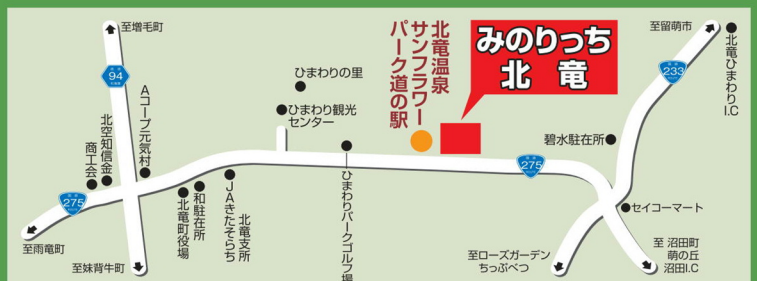 至増毛町
94
Aコープ元気村
北空知信金
商工会
275
至雨竜町
至妹背牛町
北竜町役場
和駐在所
JAきたそらち
北竜支所
ひまわりの里
ひまわり観光
センター
ひまわりパークゴルフ場
北竜温泉
サンフラワー
パーク道の駅
みのりっち
北竜
275
碧水駐在所
233
至留萌市
北竜ひまわりI.C
セイコーマート
至ローズガーデン
ちっぷべつ
至 沼田町
萌の丘
沼田I.C